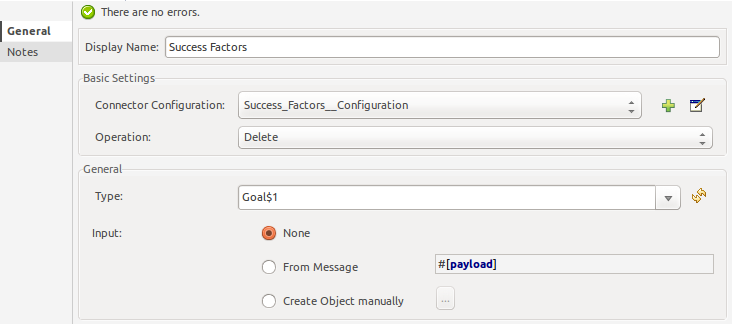 There are no errors.
General
Notes
Display Name: Success Factors
Basic Settings
Connector Configuration: Success_Factors__Configuration
Operation: Delete
General
Type: Goal$1
Input: None
From Message #[payload]
Create Object manually ...